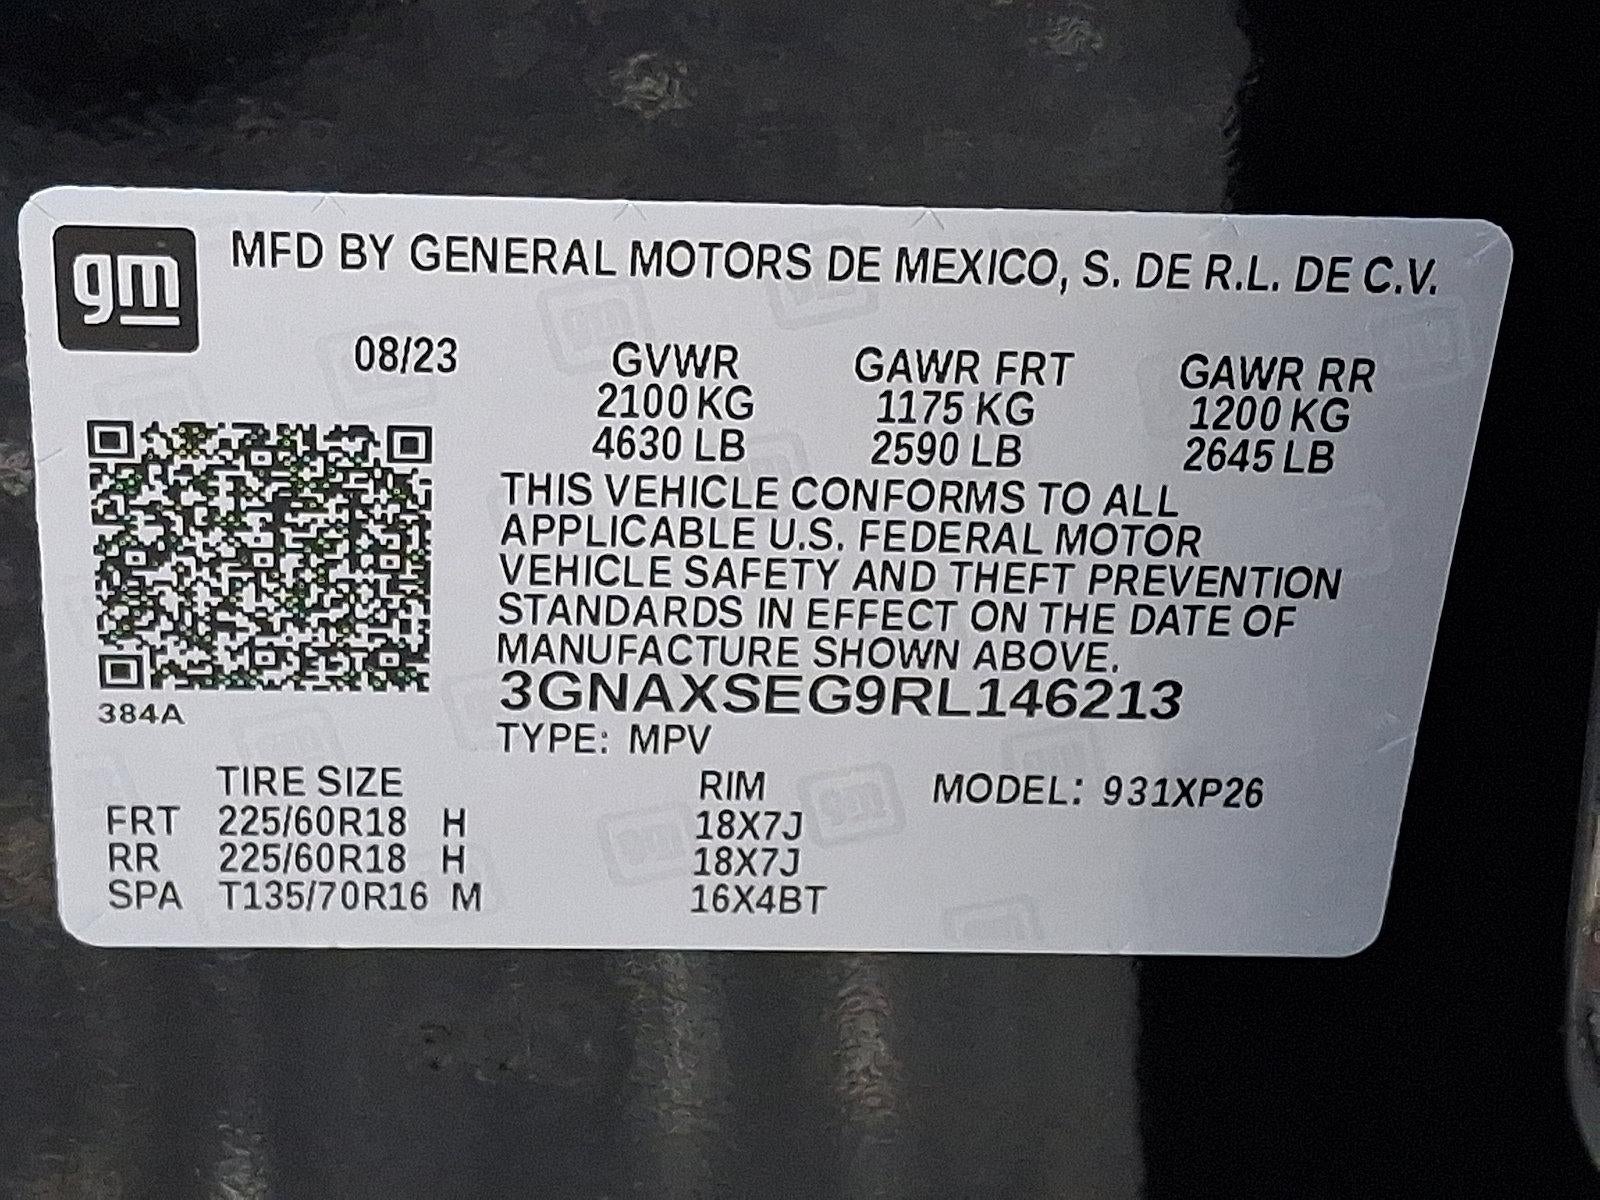 gm MFD BY GENERAL MOTORS DE MEXICO, S. DE R.L. DE C.V.
08/23 GVWR GAWR FRT GAWR RR
2100 KG 1175 KG 1200 KG
4630 LB 2590 LB 2645 LB
THIS VEHICLE CONFORMS TO ALL
APPLICABLE U.S. FEDERAL MOTOR
VEHICLE SAFETY AND THEFT PREVENTION
STANDARDS IN EFFECT ON THE DATE OF
MANUFACTURE SHOWN ABOVE.
3GNAXSEG9RL146213
384A
TYPE: MPV
TIRE SIZE RIM MODEL: 931XP26
FRT 225/60R18 H 18X7J
RR 225/60R18 H 18X7J
SPA T135/70R16 M 16X4BT